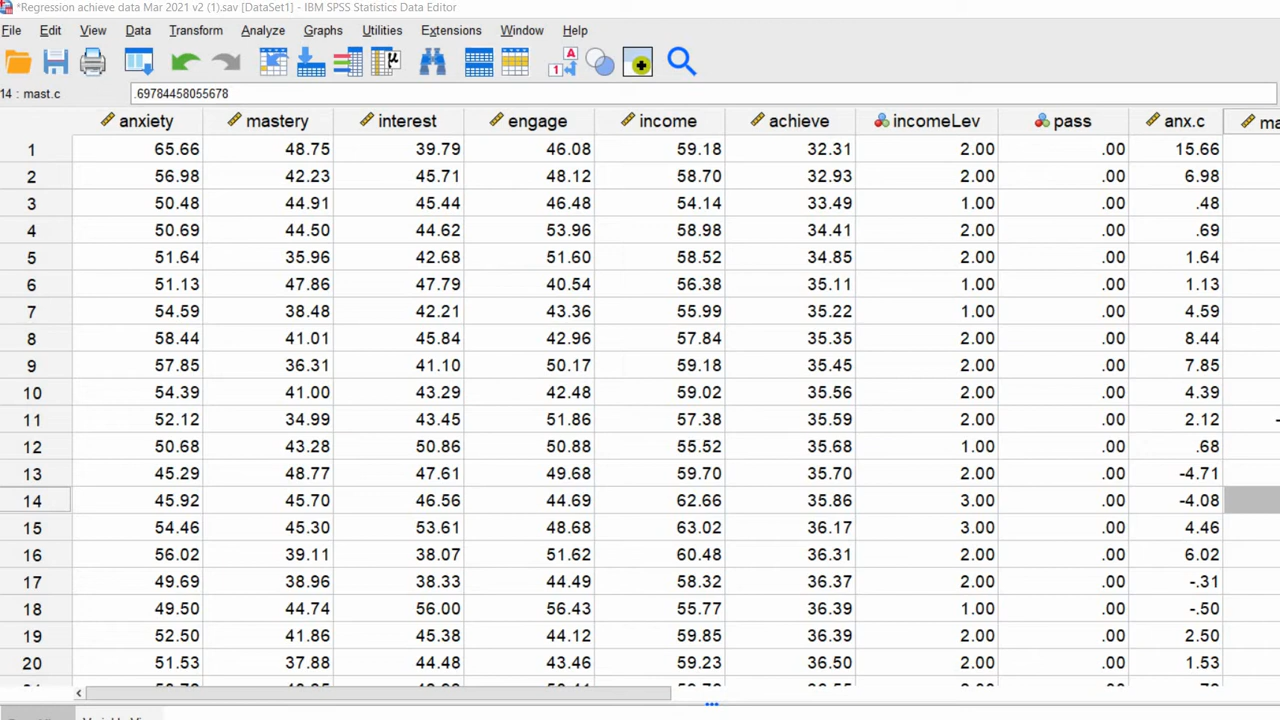 *Regression achieve data Mar 2021 v2 (1).sav [DataSet1] - IBM SPSS Statistics Data Editor
File Edit View Data Transform Analyze Graphs Utilities Extensions Window Help
14 : mast.c .69784458055678
anxiety mastery interest engage income achieve incomeLev pass anx.c ma
1 65.66 48.75 39.79 46.08 59.18 32.31 2.00 .00 15.66
2 56.98 42.23 45.71 48.12 58.70 32.93 2.00 .00 6.98
3 50.48 44.91 45.44 46.48 54.14 33.49 1.00 .00 .48
4 50.69 44.50 44.62 53.96 58.98 34.41 2.00 .00 .69
5 51.64 35.96 42.68 51.60 58.52 34.85 2.00 .00 1.64
6 51.13 47.86 47.79 40.54 56.38 35.11 1.00 .00 1.13
7 54.59 38.48 42.21 43.36 55.99 35.22 1.00 .00 4.59
8 58.44 41.01 45.84 42.96 57.84 35.35 2.00 .00 8.44
9 57.85 36.31 41.10 50.17 59.18 35.45 2.00 .00 7.85
10 54.39 41.00 43.29 42.48 59.02 35.56 2.00 .00 4.39
11 52.12 34.99 43.45 51.86 57.38 35.59 2.00 .00 2.12
12 50.68 43.28 50.86 50.88 55.52 35.68 1.00 .00 .68
13 45.29 48.77 47.61 49.68 59.70 35.70 2.00 .00 -4.71
14 45.92 45.70 46.56 44.69 62.66 35.86 3.00 .00 -4.08
15 54.46 45.30 53.61 48.68 63.02 36.17 3.00 .00 4.46
16 56.02 39.11 38.07 51.62 60.48 36.31 2.00 .00 6.02
17 49.69 38.96 38.33 44.49 58.32 36.37 2.00 .00 -.31
18 49.50 44.74 56.00 56.43 55.77 36.39 1.00 .00 -.50
19 52.50 41.86 45.38 44.12 59.85 36.39 2.00 .00 2.50
20 51.53 37.88 44.48 43.46 59.23 36.50 2.00 .00 1.53